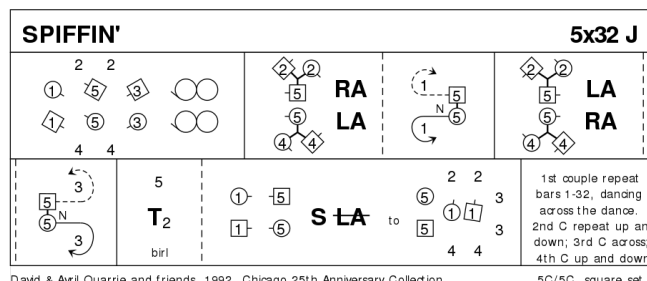 SPIFFIN' 5x32 J
2 2
1 5 3
1 5 3
4 4
2 2
5 RA
5 LA
4 4
1 5
N 5
1
2 2
5 LA
5 RA
4 4
3
5
5 N
3
5
T2
birl
1 5
1 5
S LA to
2 2
5 3
1 1
5 3
4 4
1st couple repeat
bars 1-32, dancing
across the dance.
2nd C repeat up an
down; 3rd C across;
4th C up and down
David & Avril Quarrie and friends, 1992, Chicago 25th Anniversary Collection
5C/5C, square set